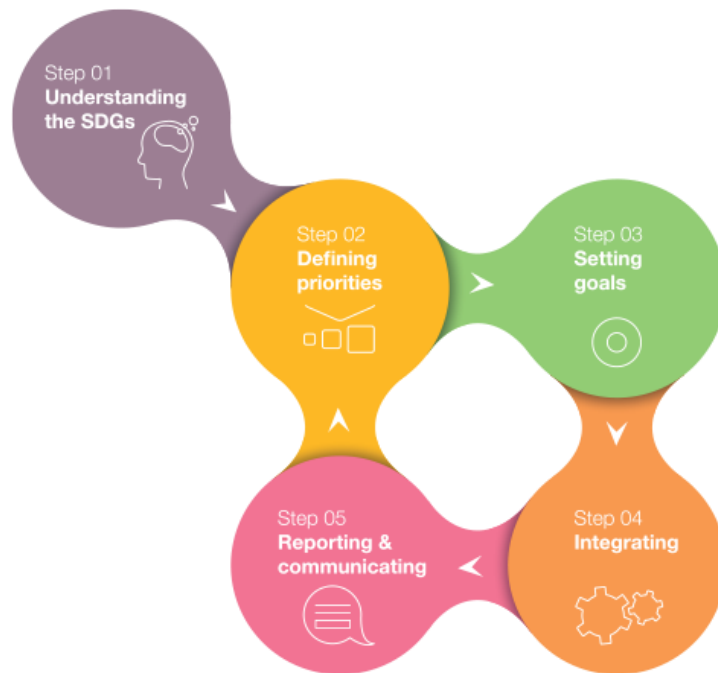 Step 01
Understanding
the SDGs
Step 02
Defining
priorities
Step 03
Setting
goals
Step 04
Integrating
Step 05
Reporting &
communicating